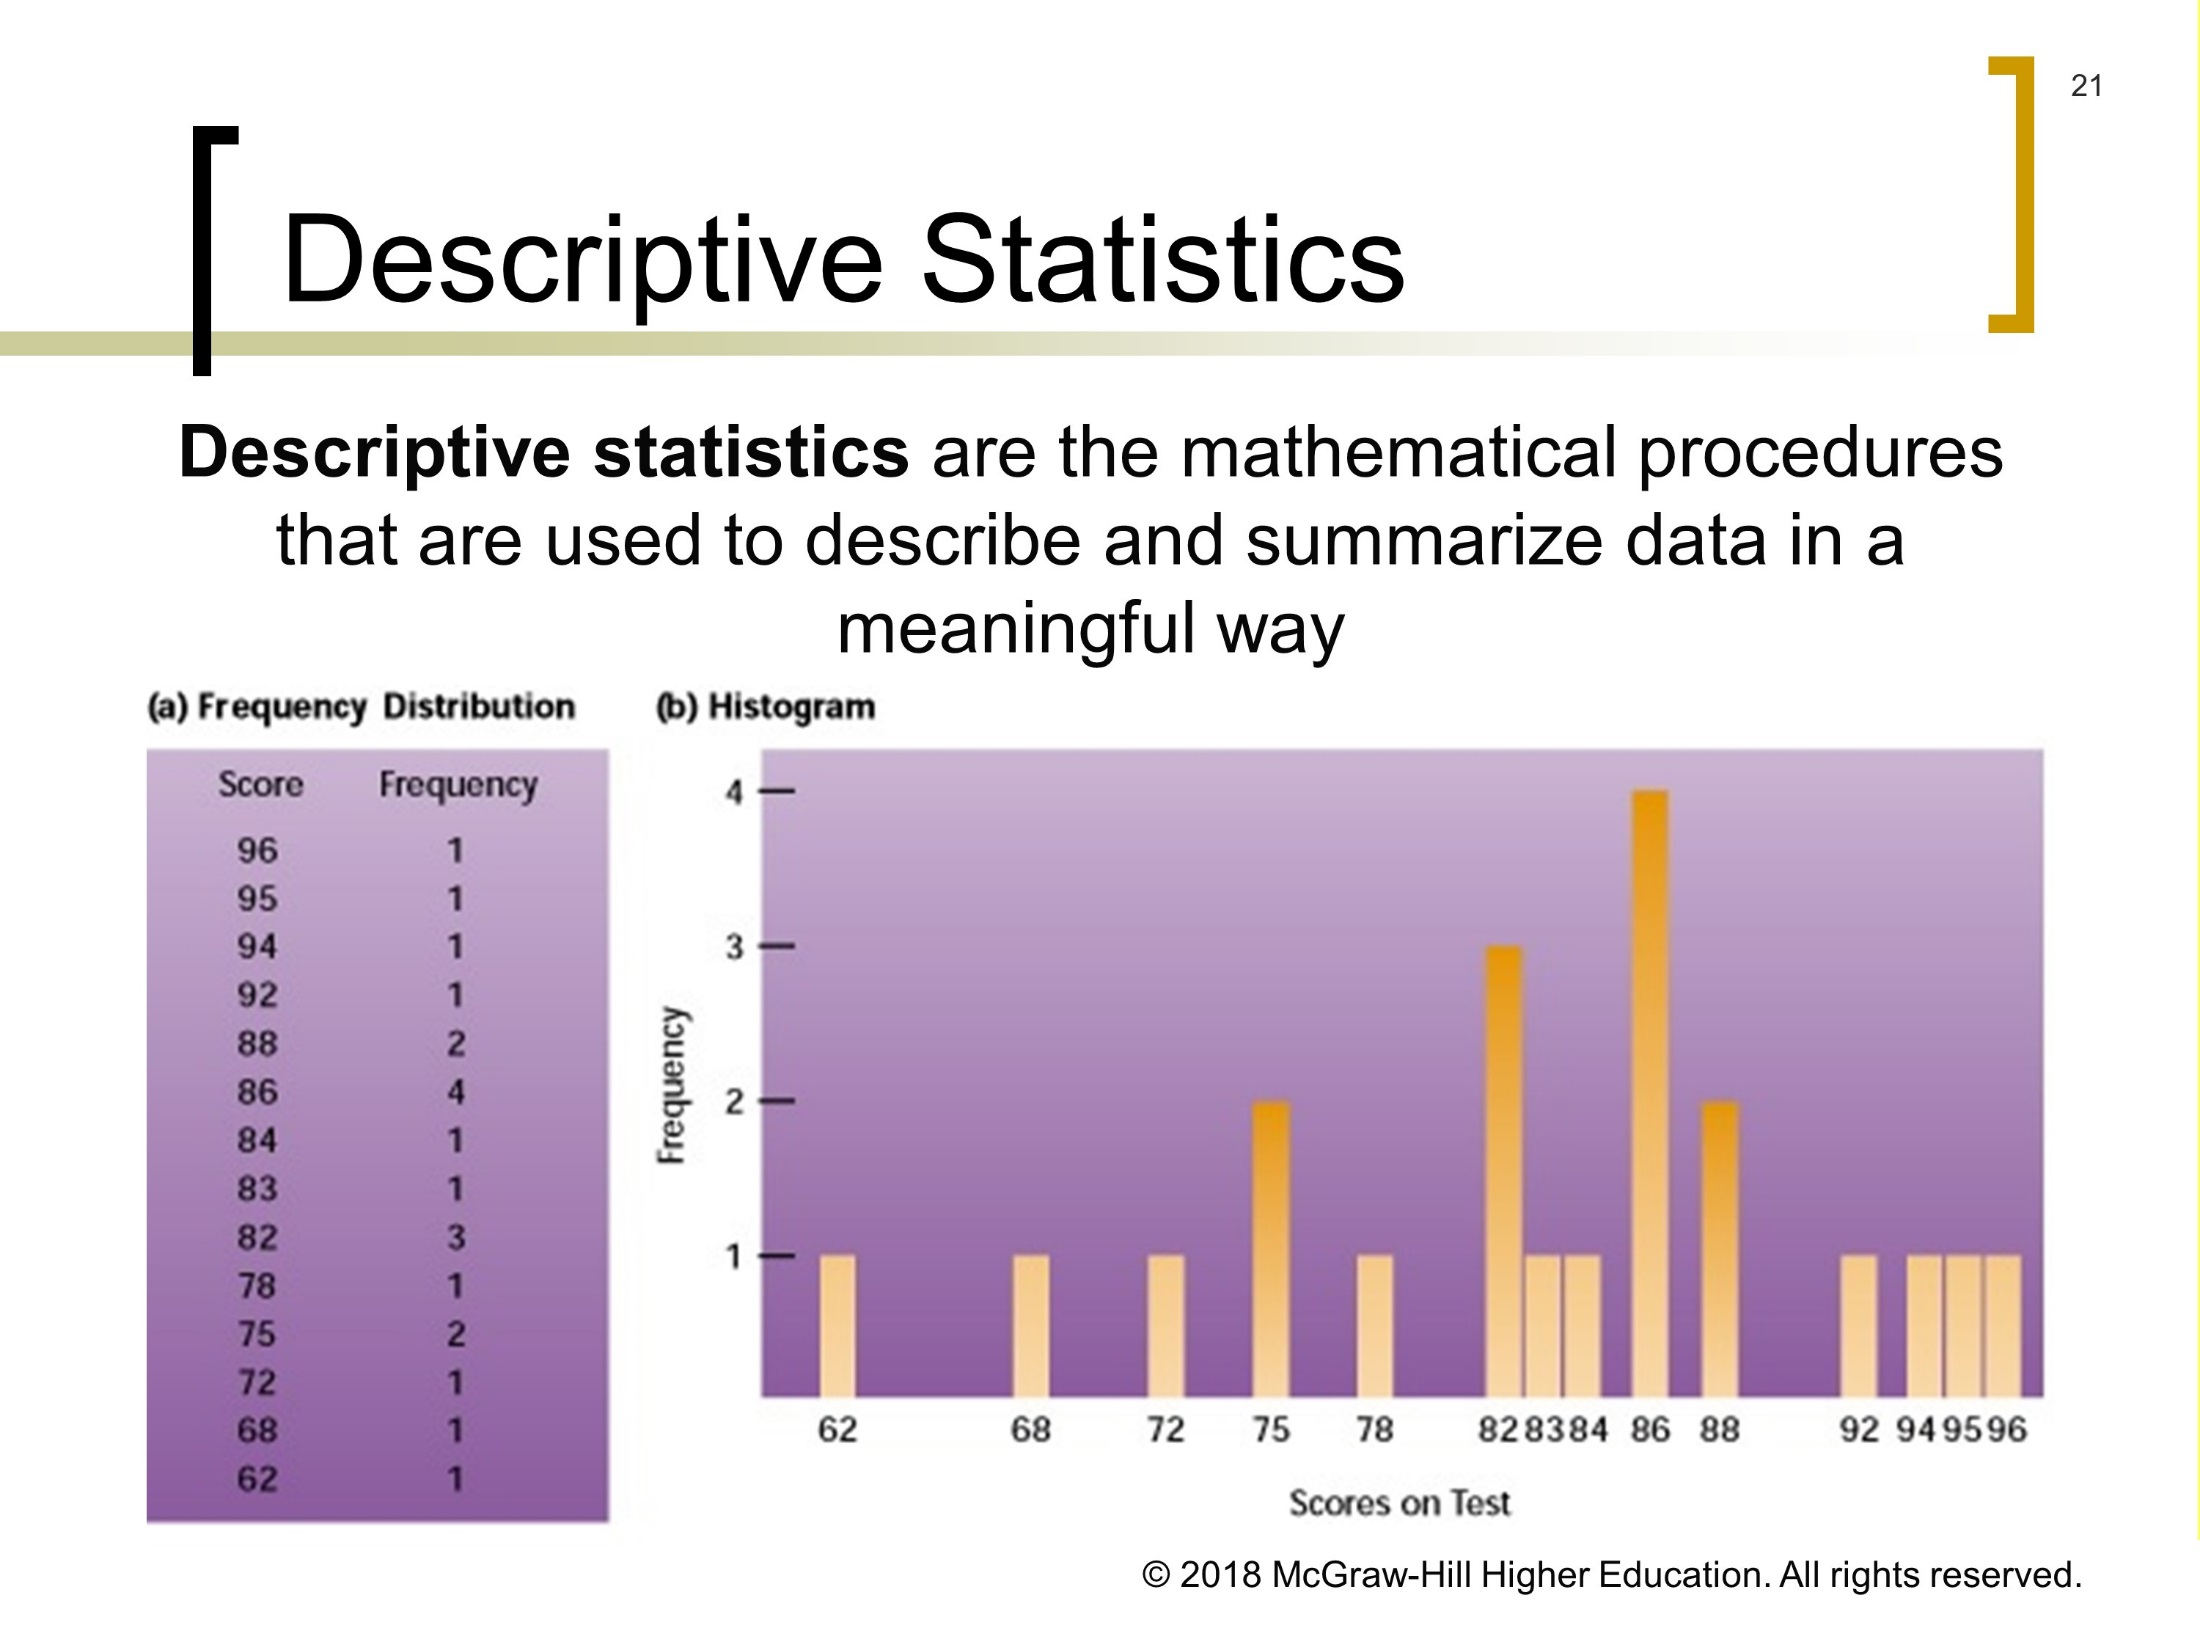 21
Descriptive Statistics
Descriptive statistics are the mathematical procedures
that are used to describe and summarize data in a
meaningful way
(a) Frequency Distribution
Score Frequency
96 1
95 1
94 1
92 1
88 2
86 4
84 1
83 1
82 3
78 1
75 2
72 1
68 1
62 1
(b) Histogram
Frequency
4
3
2
1
62 68 72 75 78 82 83 84 86 88 92 94 95 96
Scores on Test
© 2018 McGraw-Hill Higher Education. All rights reserved.